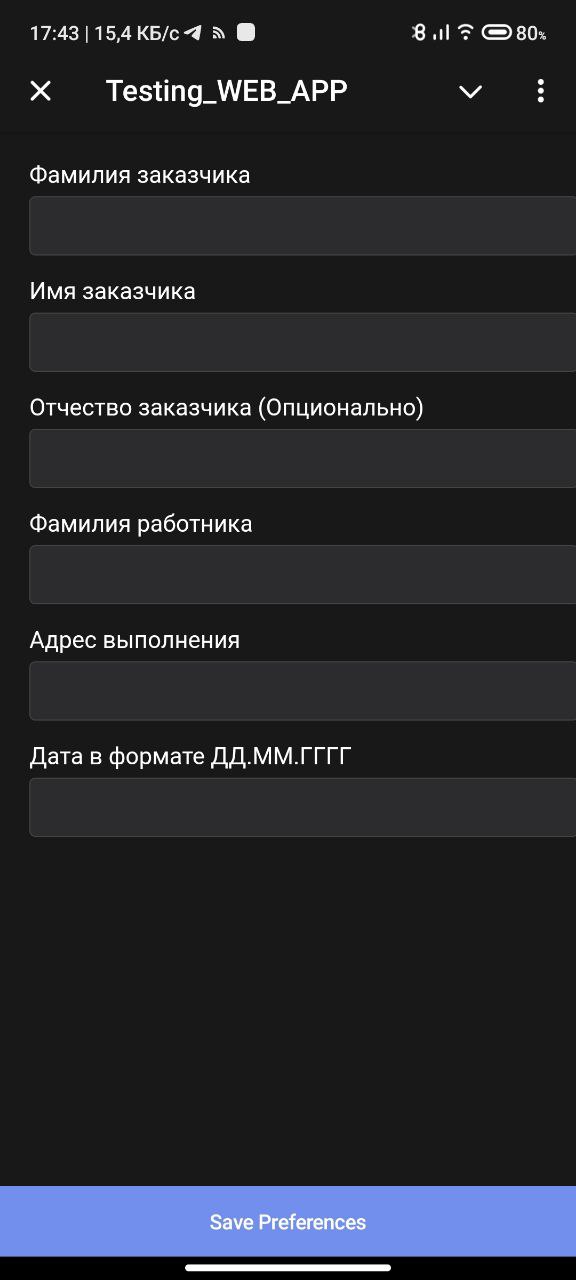 17:43 | 15,4 КБ/с 80%
Testing_WEB_APP
Фамилия заказчика
Имя заказчика
Отчество заказчика (Опционально)
Фамилия работника
Адрес выполнения
Дата в формате ДД.ММ.ГГГГ
Save Preferences